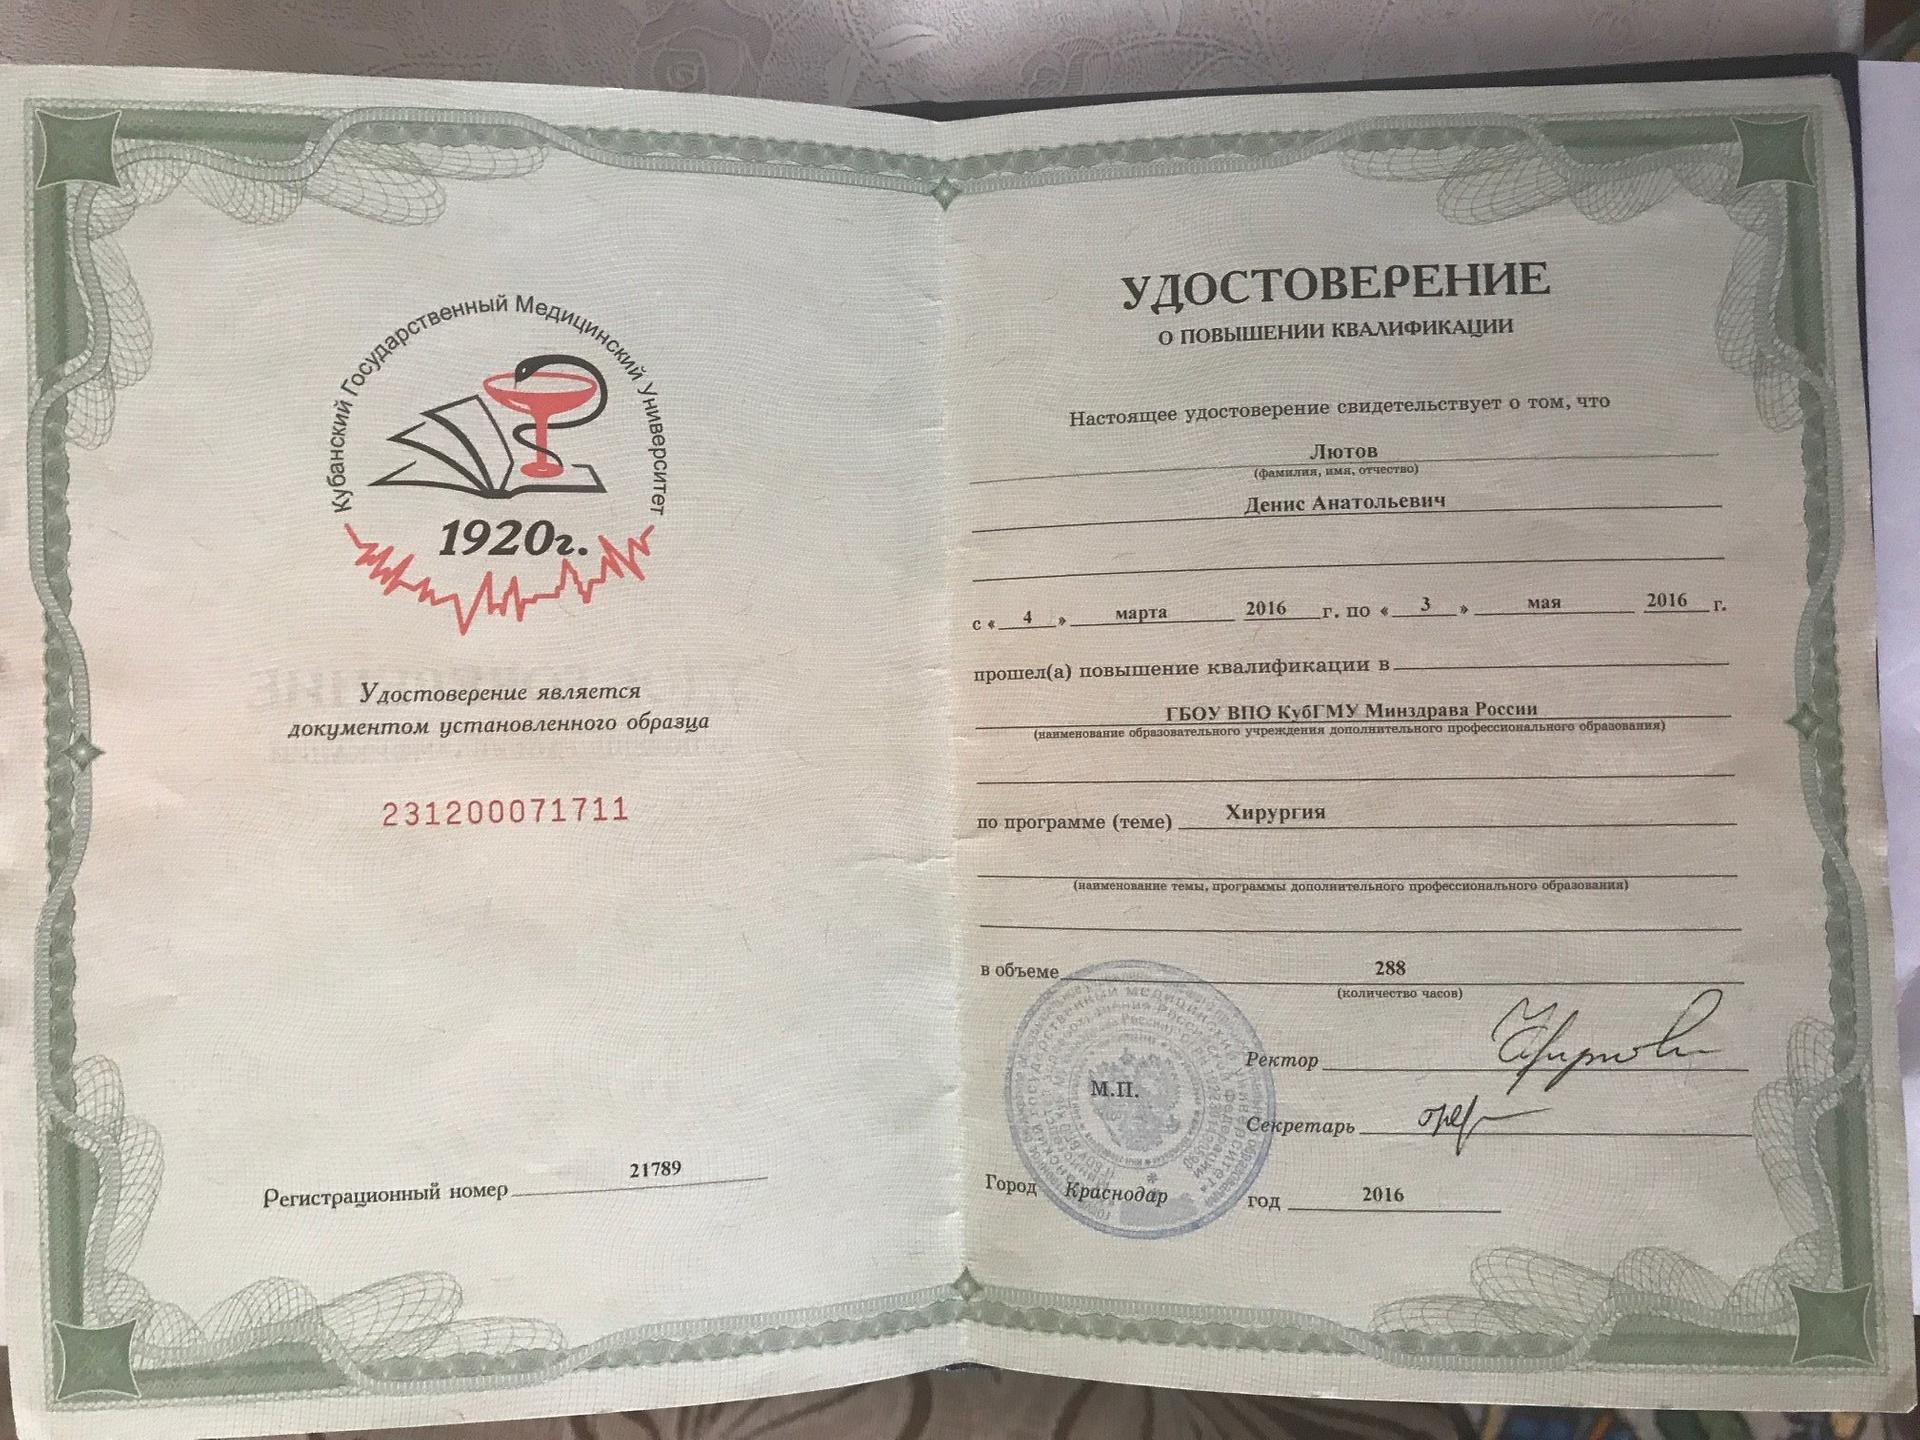 Кубанский Государственный Медицинский Университет
1920г.
Удостоверение является
документом установленного образца
231200071711
Регистрационный номер 21789
УДОСТОВЕРЕНИЕ
О ПОВЫШЕНИИ КВАЛИФИКАЦИИ
Настоящее удостоверение свидетельствует о том, что
Лютов
(фамилия, имя, отчество)
Денис Анатольевич
с « 4 » марта 2016 г. по « 3 » мая 2016 г.
прошел(а) повышение квалификации в
ГБОУ ВПО КубГМУ Минздрава России
(наименование образовательного учреждения дополнительного профессионального образования)
по программе (теме) Хирургия
(наименование темы, программы дополнительного профессионального образования)
в объеме 288
(количество часов)
Ректор
М.П.
Секретарь
Город Краснодар год 2016